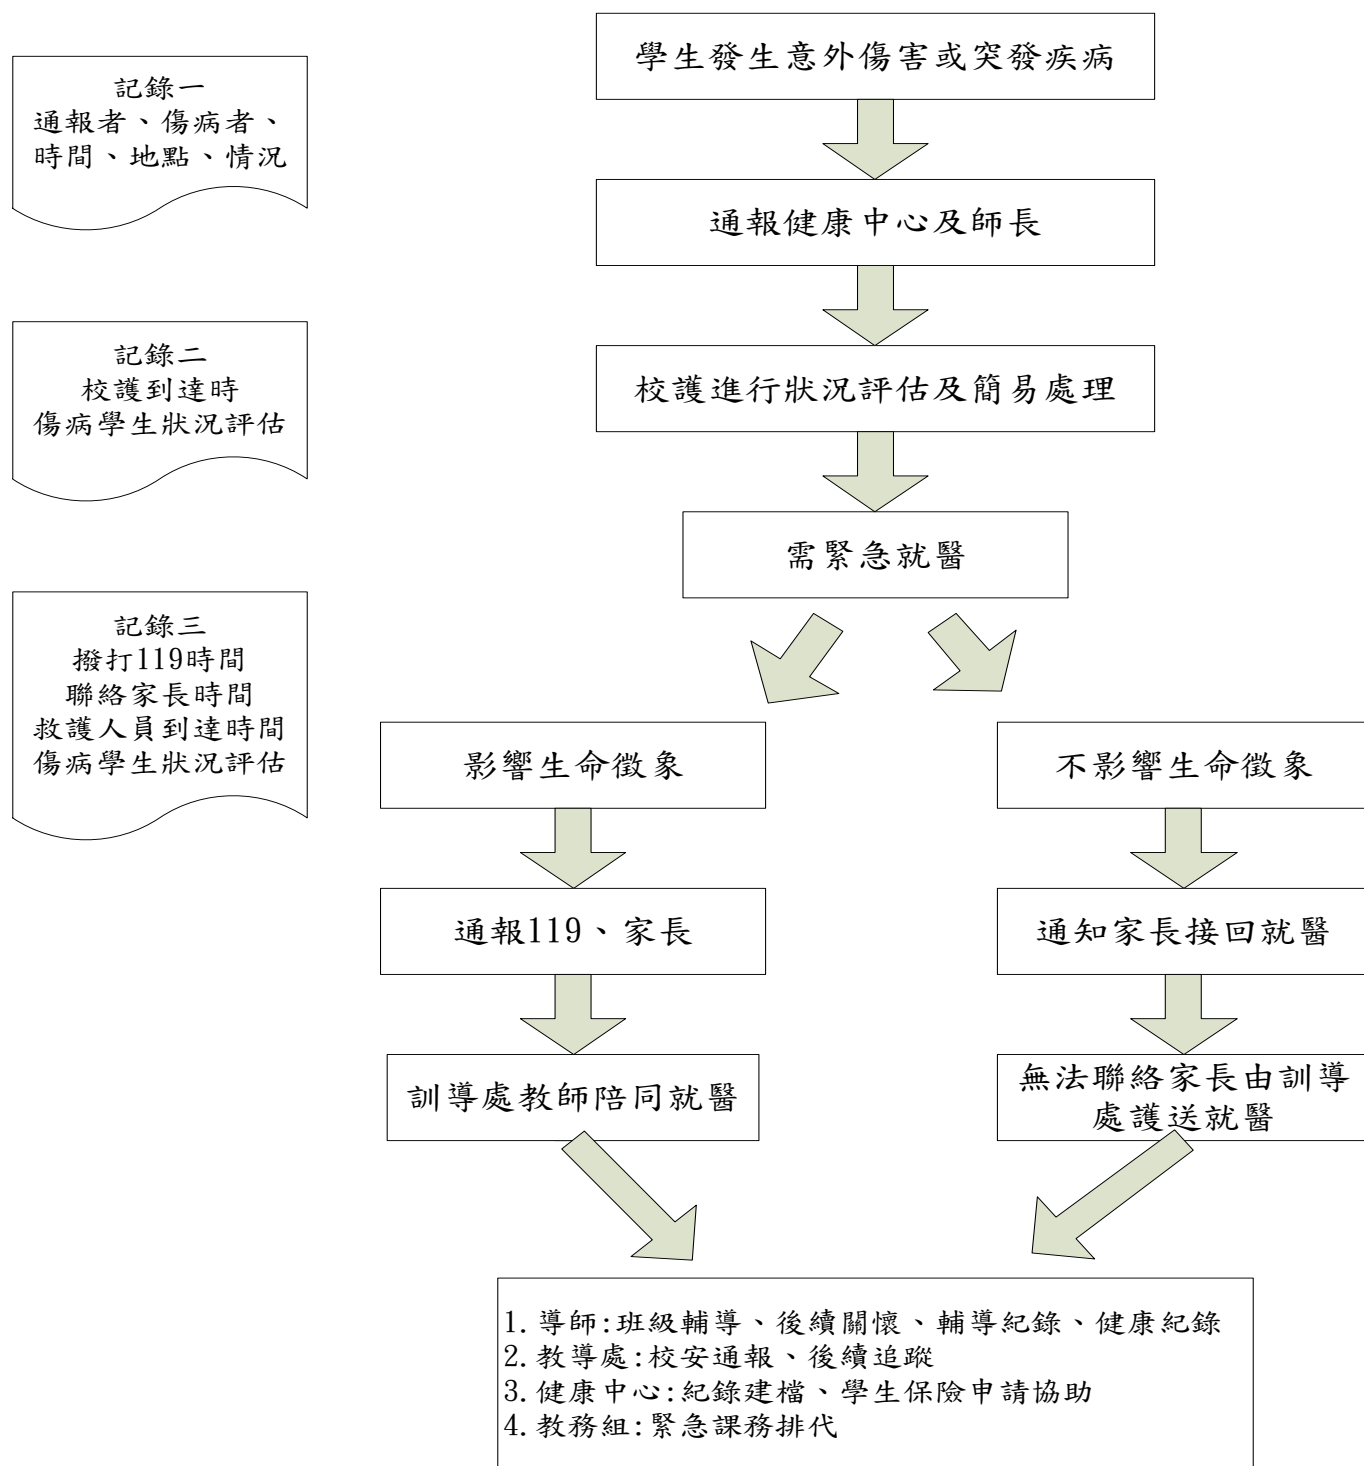 學生發生意外傷害或突發疾病
記錄一
通報者、傷病者、
時間、地點、情況
通報健康中心及師長
記錄二
校護到達時
傷病學生狀況評估
校護進行狀況評估及簡易處理
需緊急就醫
記錄三
撥打119時間
聯絡家長時間
救護人員到達時間
傷病學生狀況評估
影響生命徵象
不影響生命徵象
通報119、家長
通知家長接回就醫
訓導處教師陪同就醫
無法聯絡家長由訓導
處護送就醫
1.導師:班級輔導、後續關懷、輔導紀錄、健康紀錄
2.教導處:校安通報、後續追蹤
3.健康中心:紀錄建檔、學生保險申請協助
4.教務組:緊急課務排代